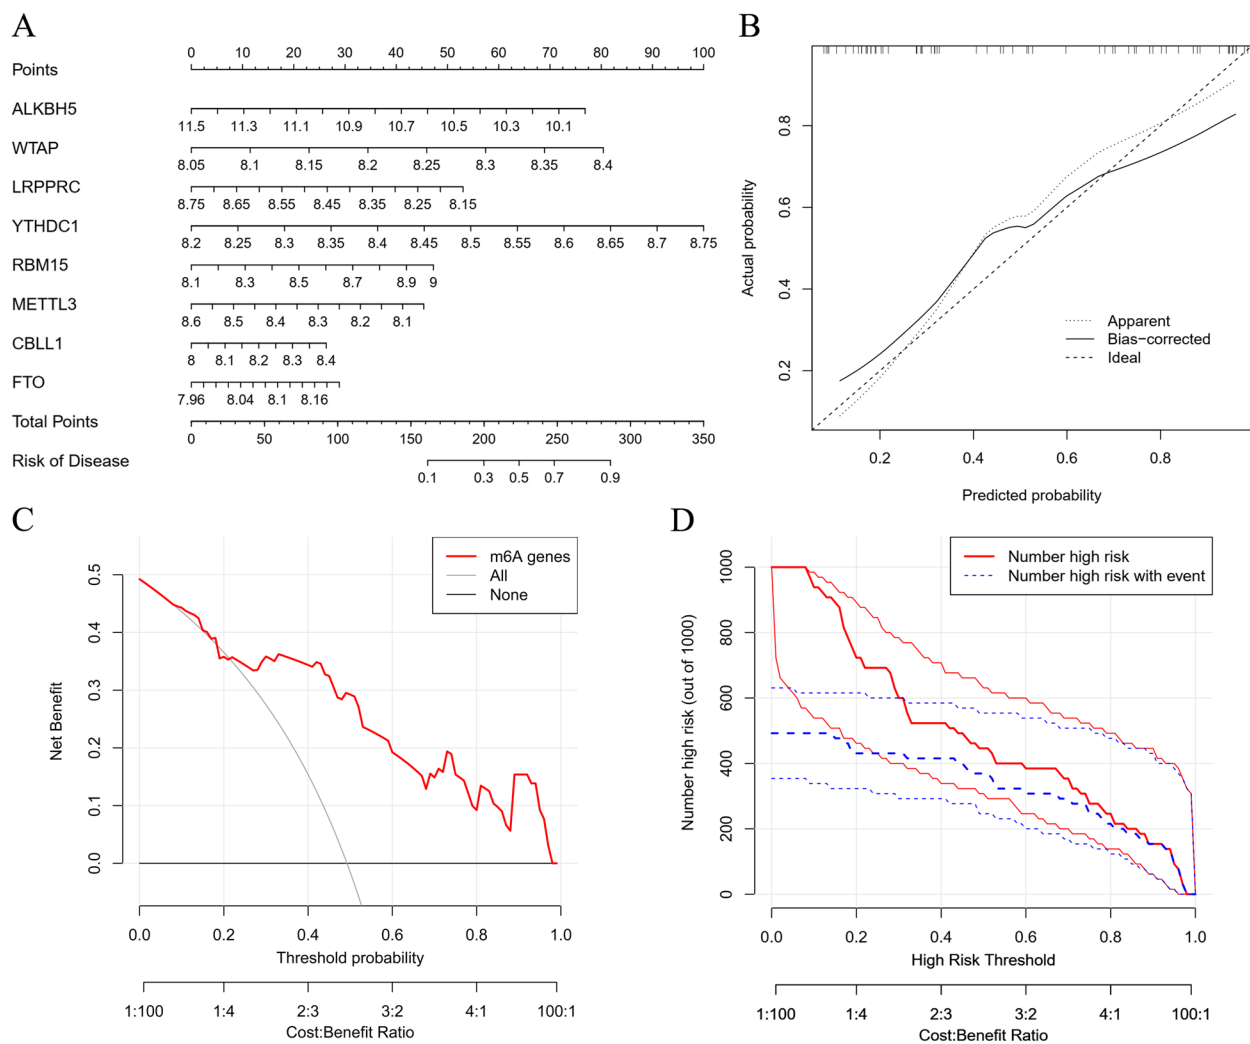 A
0 10 20 30 40 50 60 70 80 90 100
Points
ALKBH5
11.5 11.3 11.1 10.9 10.7 10.5 10.3 10.1
WTAP
8.05 8.1 8.15 8.2 8.25 8.3 8.35 8.4
LRPPRC
8.75 8.65 8.55 8.45 8.35 8.25 8.15
YTHDC1
8.2 8.25 8.3 8.35 8.4 8.45 8.5 8.55 8.6 8.65 8.7 8.75
RBM15
8.1 8.3 8.5 8.7 8.9 9
METTL3
8.6 8.5 8.4 8.3 8.2 8.1
CBLL1
8 8.1 8.2 8.3 8.4
FTO
7.96 8.04 8.1 8.16
Total Points
0 50 100 150 200 250 300 350
Risk of Disease
0.1 0.3 0.5 0.7 0.9
B
Actual probability
0.8
0.6
0.4
0.2
Apparent
Bias−corrected
Ideal
0.2 0.4 0.6 0.8
Predicted probability
C
Net Benefit
0.5
0.4
0.3
0.2
0.1
0.0
m6A genes
All
None
0.0 0.2 0.4 0.6 0.8 1.0
Threshold probability
1:100 1:4 2:3 3:2 4:1 100:1
Cost:Benefit Ratio
D
Number high risk (out of 1000)
1000
800
600
400
200
0
Number high risk
Number high risk with event
0.0 0.2 0.4 0.6 0.8 1.0
High Risk Threshold
1:100 1:4 2:3 3:2 4:1 100:1
Cost:Benefit Ratio